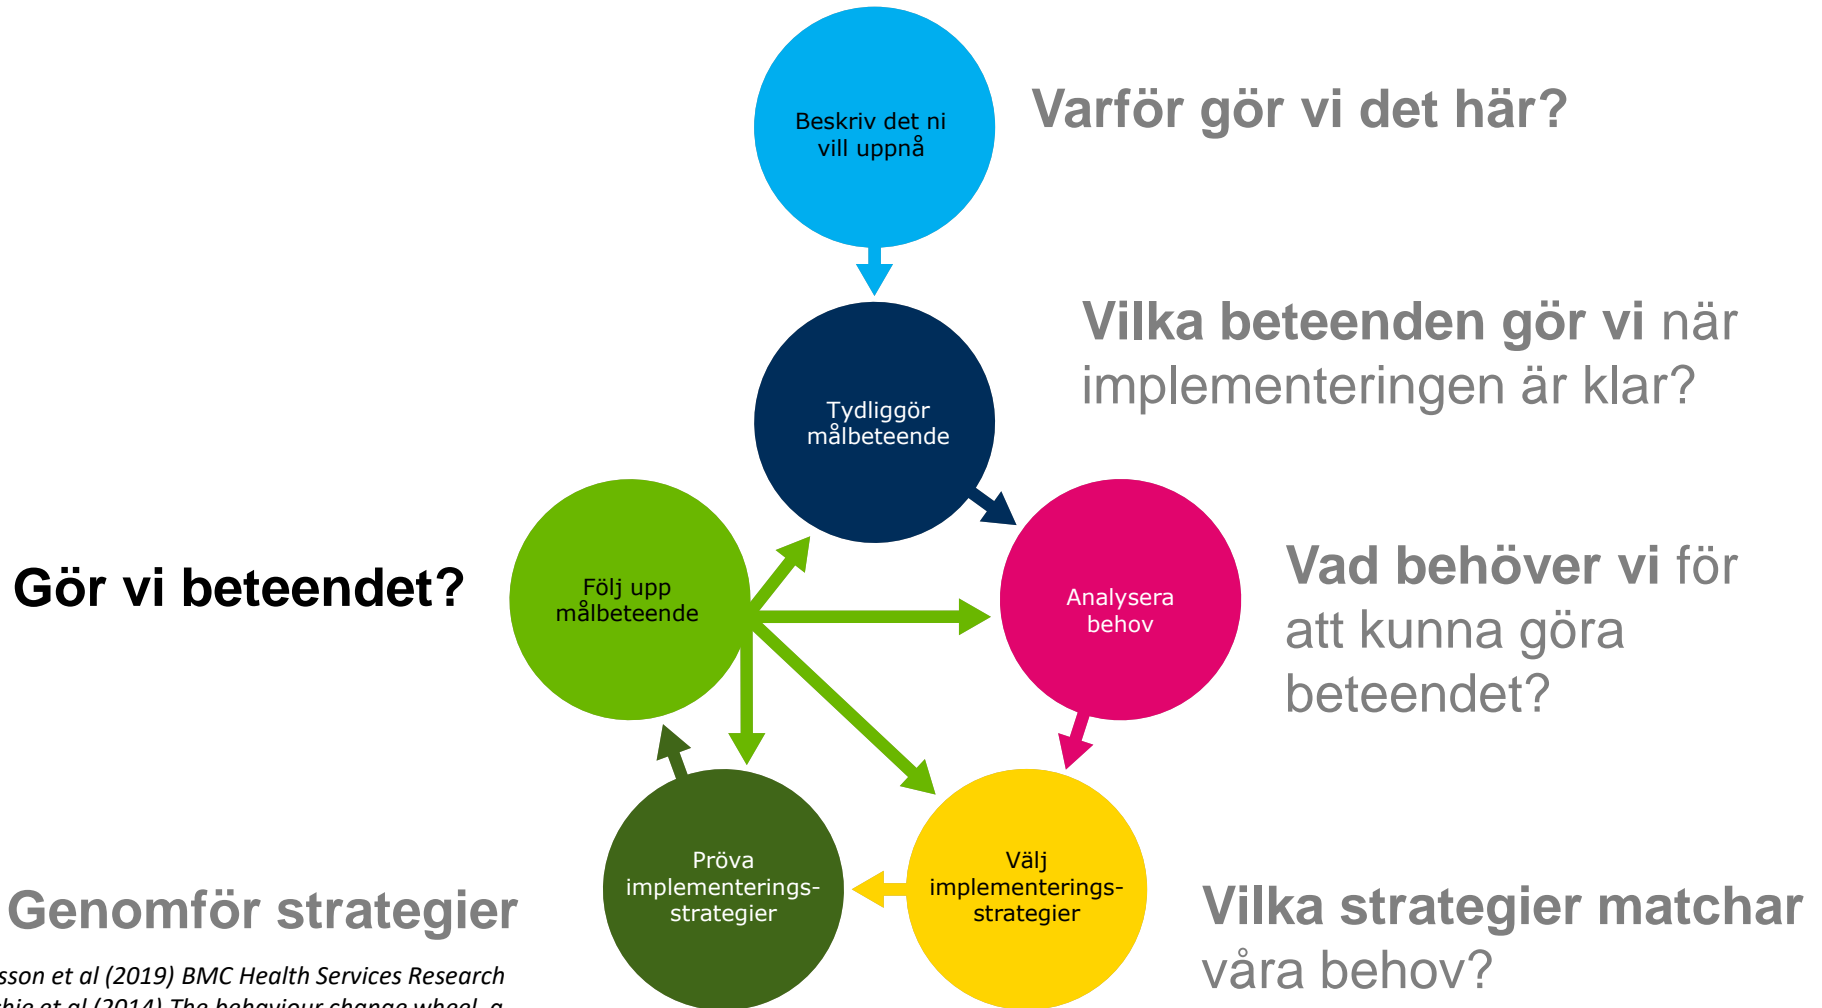 Beskriv det ni
vill uppnå
Varför gör vi det här?
Tydliggör
målbeteende
Vilka beteenden gör vi när
implementeringen är klar?
Gör vi beteendet?
Följ upp
målbeteende
Analysera
behov
Vad behöver vi för
att kunna göra
beteendet?
Pröva
implementerings-
strategier
Välj
implementerings-
strategier
Genomför strategier
Vilka strategier matchar
våra behov?
et al (2019) BMC Health Services Research
et al (2014) The behaviour change wheel, a